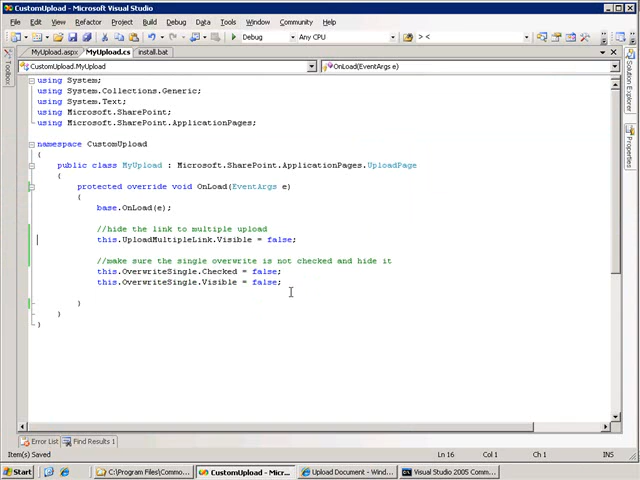 CustomUpload - Microsoft Visual Studio
File Edit View Refactor Project Build Debug Data Tools Window Community Help
Debug Any CPU > <
MyUpload.aspx MyUpload.cs install.bat
CustomUpload.MyUpload OnLoad(EventArgs e)
Toolbox
Solution Explorer
Properties
using System;
using System.Collections.Generic;
using System.Text;
using Microsoft.SharePoint;
using Microsoft.SharePoint.ApplicationPages;
namespace CustomUpload
{
public class MyUpload : Microsoft.SharePoint.ApplicationPages.UploadPage
{
protected override void OnLoad(EventArgs e)
{
base.OnLoad(e);
//hide the link to multiple upload
this.UploadMultipleLink.Visible = false;
//make sure the single overwrite is not checked and hide it
this.OverwriteSingle.Checked = false;
this.OverwriteSingle.Visible = false;
}
}
}
Error List Find Results 1
Item(s) Saved Ln 16 Col 1 Ch 1 INS
Start C:\Program Files\Commo... CustomUpload - Micr... Upload Document - Wind... Visual Studio 2005 Comm...